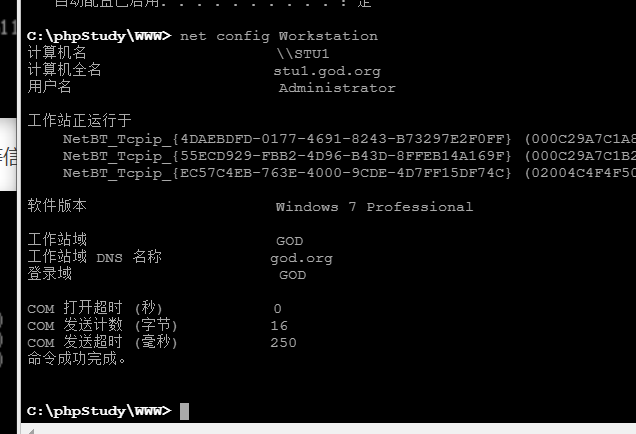 自动配置已启用. . . . . . . . . . : 是
11
C:\phpStudy\WWW> net config Workstation
计算机名 \\STU1
计算机全名 stu1.god.org
用户名 Administrator
信
工作站正运行于
NetBT_Tcpip_{4DAEBDFD-0177-4691-8243-B73297E2F0FF} (000C29A7C1A8
NetBT_Tcpip_{55ECD929-FBB2-4D96-B43D-8FFEB14A169F} (000C29A7C1B2
NetBT_Tcpip_{EC57C4EB-763E-4000-9CDE-4D7FF15DF74C} (02004C4F4F50
软件版本 Windows 7 Professional
工作站域 GOD
工作站域 DNS 名称 god.org
登录域 GOD
COM 打开超时 (秒) 0
COM 发送计数 (字节) 16
COM 发送超时 (毫秒) 250
命令成功完成。
C:\phpStudy\WWW>